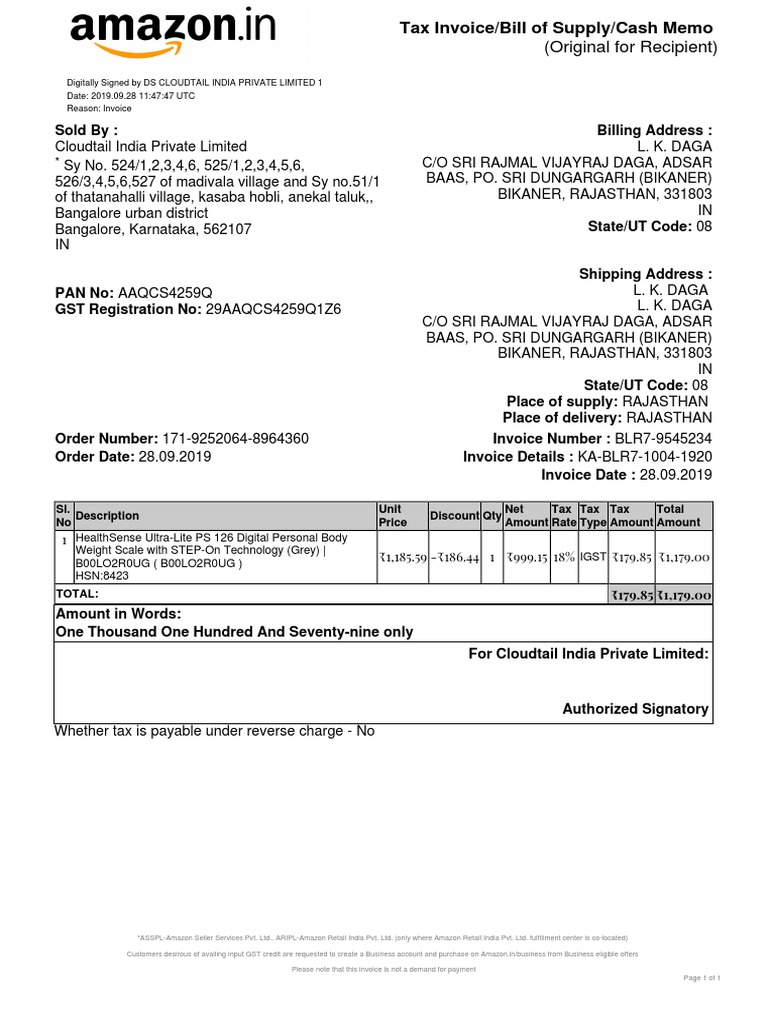 amazon.in
Tax Invoice/Bill of Supply/Cash Memo
(Original for Recipient)
Digitally Signed by DS CLOUDTAIL INDIA PRIVATE LIMITED 1
Date: 2019.09.28 11:47:47 UTC
Reason: Invoice
Sold By :
Cloudtail India Private Limited
* Sy No. 524/1,2,3,4,6, 525/1,2,3,4,5,6,
526/3,4,5,6,527 of madivala village and Sy no.51/1
of thatanahalli village, kasaba hobli, anekal taluk,,
Bangalore urban district
Bangalore, Karnataka, 562107
IN
PAN No: AAQCS4259Q
GST Registration No: 29AAQCS4259Q1Z6
Billing Address :
L. K. DAGA
C/O SRI RAJMAL VIJAYRAJ DAGA, ADSAR
BAAS, PO. SRI DUNGARGARH (BIKANER)
BIKANER, RAJASTHAN, 331803
IN
State/UT Code: 08
Shipping Address :
L. K. DAGA
L. K. DAGA
C/O SRI RAJMAL VIJAYRAJ DAGA, ADSAR
BAAS, PO. SRI DUNGARGARH (BIKANER)
BIKANER, RAJASTHAN, 331803
IN
State/UT Code: 08
Place of supply: RAJASTHAN
Place of delivery: RAJASTHAN
Order Number: 171-9252064-8964360
Order Date: 28.09.2019
Invoice Number : BLR7-9545234
Invoice Details : KA-BLR7-1004-1920
Invoice Date : 28.09.2019
Sl. No Description Unit Price Discount Qty Net Amount Tax Rate Tax Type Tax Amount Total Amount
1 HealthSense Ultra-Lite PS 126 Digital Personal Body
Weight Scale with STEP-On Technology (Grey) |
B00LO2R0UG ( B00LO2R0UG )
HSN:8423
₹1,185.59 -₹186.44 1 ₹999.15 18% IGST ₹179.85 ₹1,179.00
TOTAL: ₹179.85 ₹1,179.00
Amount in Words:
One Thousand One Hundred And Seventy-nine only
For Cloudtail India Private Limited:
Authorized Signatory
Whether tax is payable under reverse charge - No
*ASSPL-Amazon Seller Services Pvt. Ltd., ARIPL-Amazon Retail India Pvt. Ltd. (only where Amazon Retail India Pvt. Ltd. fulfillment center is co-located)
Customers desirous of availing input GST credit are requested to create a Business account and purchase on Amazon.in/business from Business eligible offers
Please note that this invoice is not a demand for payment
Page 1 of 1